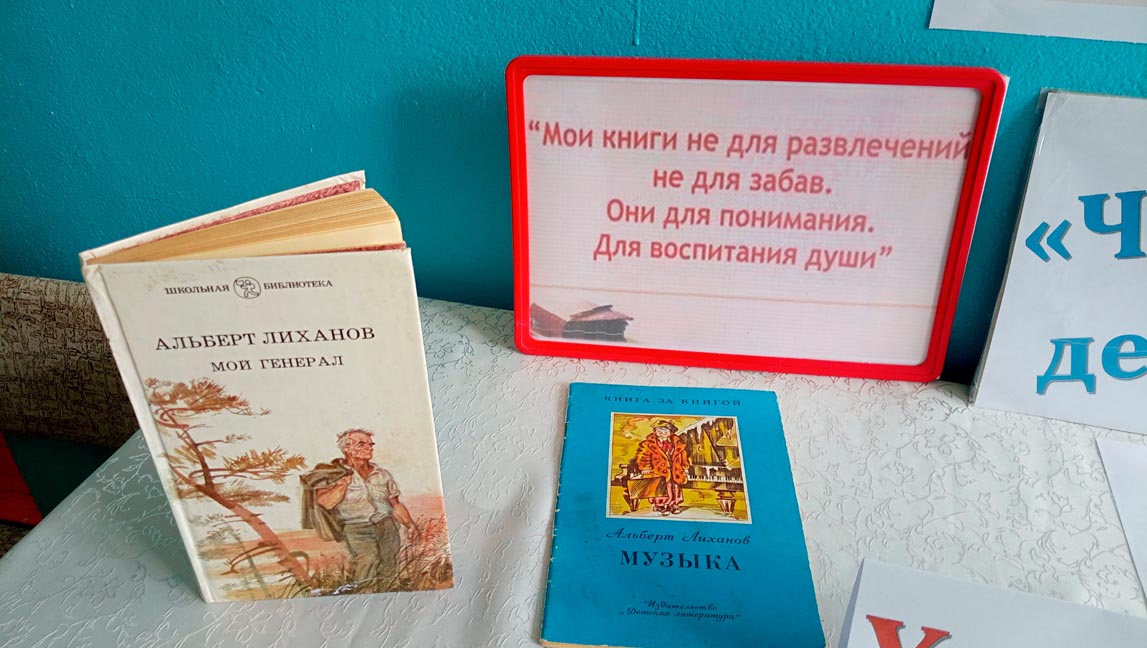 ШКОЛЬНАЯ БИБЛИОТЕКА
АЛЬБЕРТ ЛИХАНОВ
МОЙ ГЕНЕРАЛ
“Мои книги не для развлечений
не для забав.
Они для понимания.
Для воспитания души”
КНИГА ЗА КНИГОЙ
Альберт Лиханов
МУЗЫКА
Издательство
„Детская литература“
«Ч
де
У